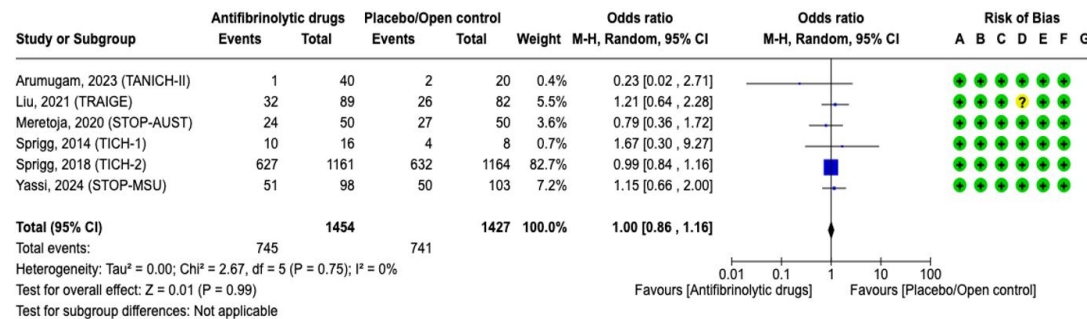 Antifibrinolytic drugs Placebo/Open control Odds ratio Odds ratio Risk of Bias
Study or Subgroup Events Total Events Total Weight M-H, Random, 95% CI M-H, Random, 95% CI A B C D E F G
Arumugam, 2023 (TANICH-II) 1 40 2 20 0.4% 0.23 [0.02 , 2.71] + + + + + +
Liu, 2021 (TRAIGE) 32 89 26 82 5.5% 1.21 [0.64 , 2.28] + + + ? + +
Meretoja, 2020 (STOP-AUST) 24 50 27 50 3.6% 0.79 [0.36 , 1.72] + + + + + +
Sprigg, 2014 (TICH-1) 10 16 4 8 0.7% 1.67 [0.30 , 9.27] + + + + + +
Sprigg, 2018 (TICH-2) 627 1161 632 1164 82.7% 0.99 [0.84 , 1.16] + + + + + +
Yassi, 2024 (STOP-MSU) 51 98 50 103 7.2% 1.15 [0.66 , 2.00] + + + + + +
Total (95% CI) 1454 1427 100.0% 1.00 [0.86 , 1.16]
Total events: 745 741
Heterogeneity: Tau² = 0.00; Chi² = 2.67, df = 5 (P = 0.75); I² = 0%
Test for overall effect: Z = 0.01 (P = 0.99)
Test for subgroup differences: Not applicable
0.01 0.1 1 10 100
Favours [Antifibrinolytic drugs] Favours [Placebo/Open control]